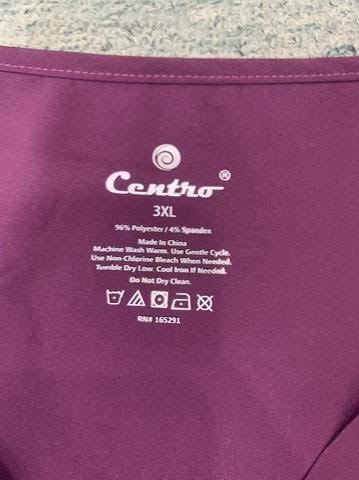 Centro®
3XL
96% Polyester / 4% Spandex
Made In China
Machine Wash Warm. Use Gentle Cycle.
Use Non-Chlorine Bleach When Needed.
Tumble Dry Low. Cool Iron If Needed.
Do Not Dry Clean.
RN# 165291